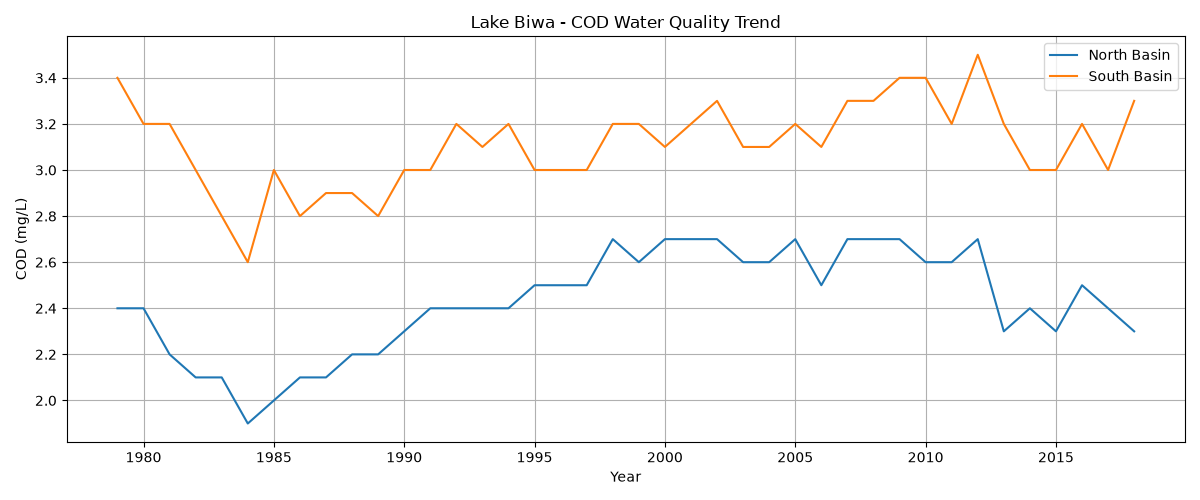 Lake Biwa - COD Water Quality Trend
North Basin
South Basin
COD (mg/L)
3.4
3.2
3.0
2.8
2.6
2.4
2.2
2.0
1980 1985 1990 1995 2000 2005 2010 2015
Year